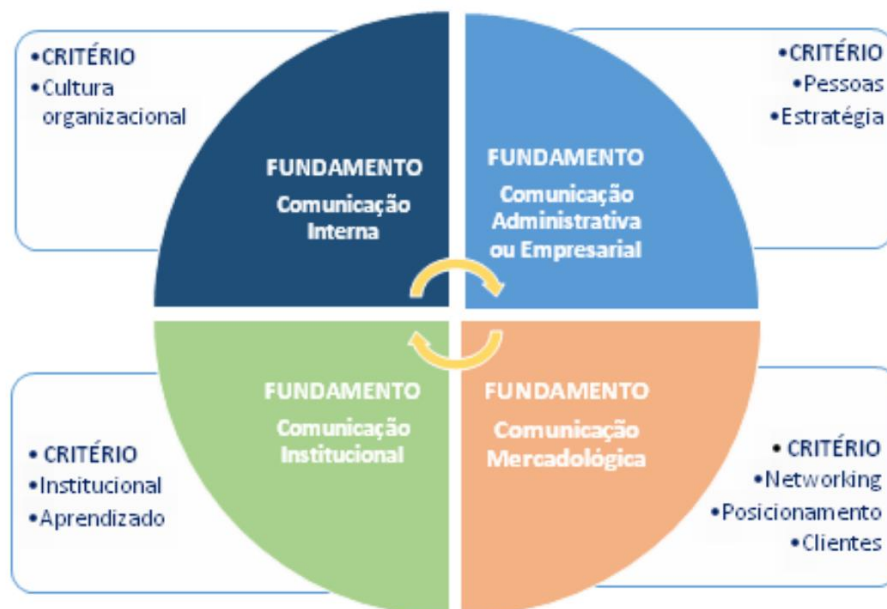 •CRITÉRIO
•Cultura
organizacional
FUNDAMENTO
Comunicação
Interna
•CRITÉRIO
•Pessoas
•Estratégia
FUNDAMENTO
Comunicação
Administrativa
ou Empresarial
• CRITÉRIO
•Institucional
•Aprendizado
FUNDAMENTO
Comunicação
Institucional
FUNDAMENTO
Comunicação
Mercadológica
• CRITÉRIO
•Networking
•Posicionamento
•Clientes